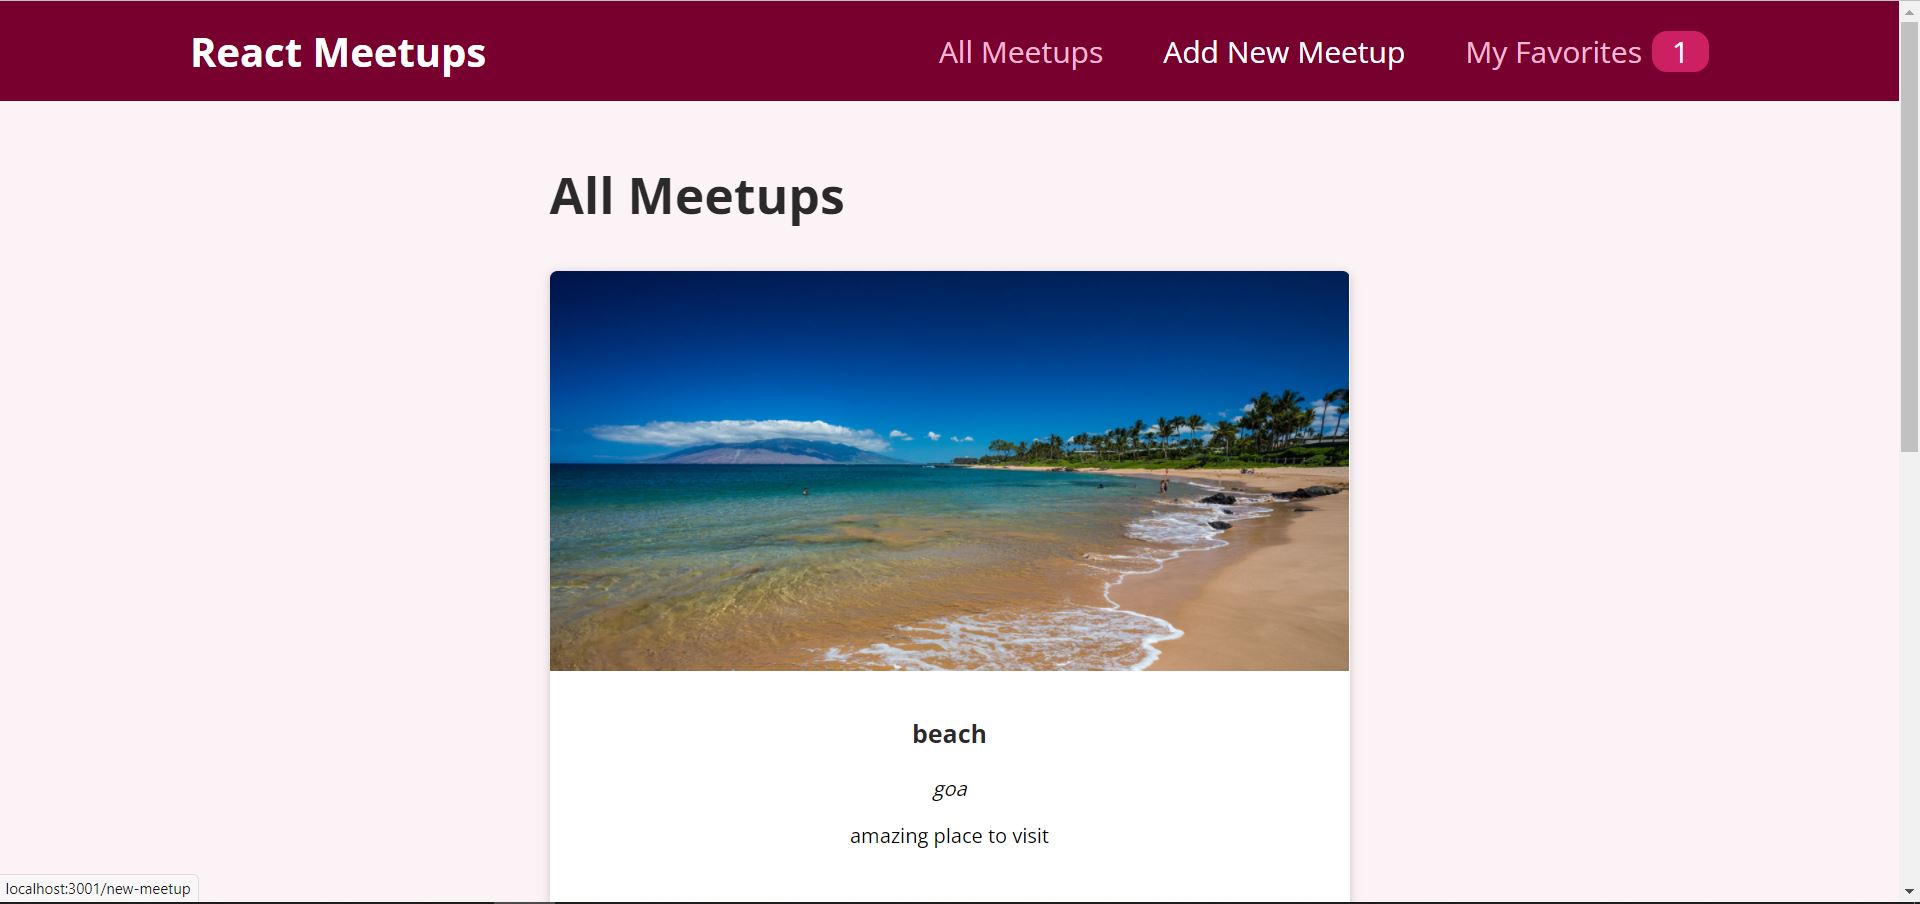 React Meetups
All Meetups
Add New Meetup
My Favorites 1
All Meetups
beach
goa
amazing place to visit
localhost:3001/new-meetup